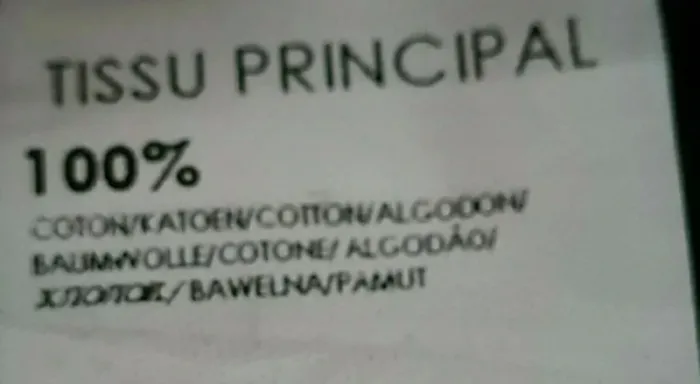 TISSU PRINCIPAL
100%
COTON/KATOEN/COTTON/ALGODON/
BAUMWOLLE/COTONE/ ALGODÃO/
ХЛОПОК/ BAWELNA/PAMUT